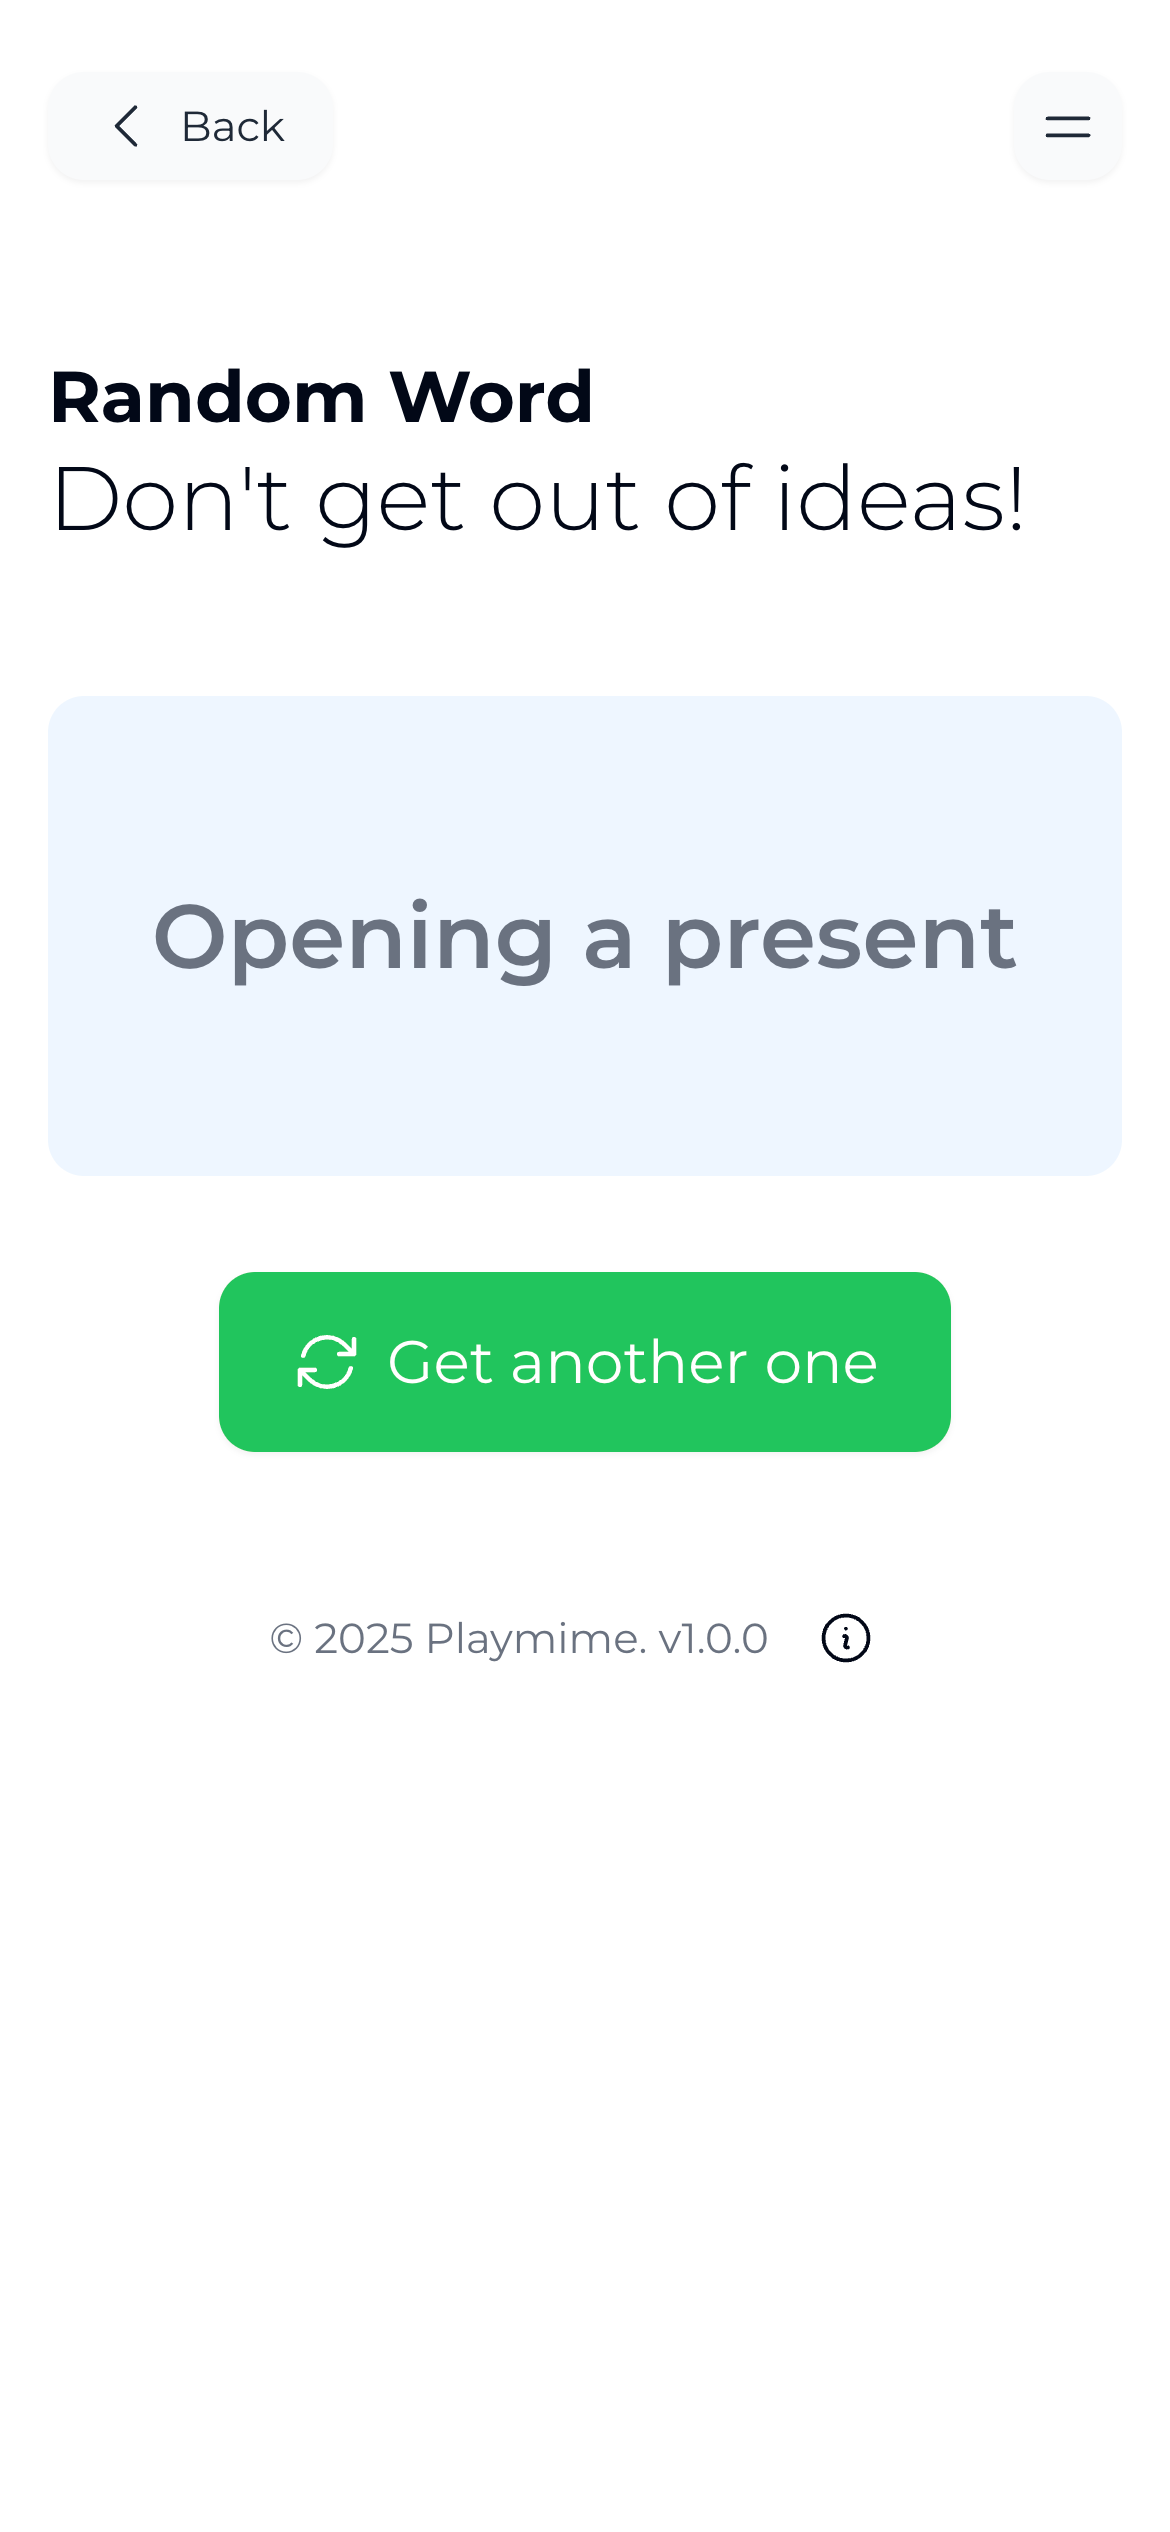 Back
Random Word
Don't get out of ideas!
Opening a present
Get another one
© 2025 Playmime. v1.0.0